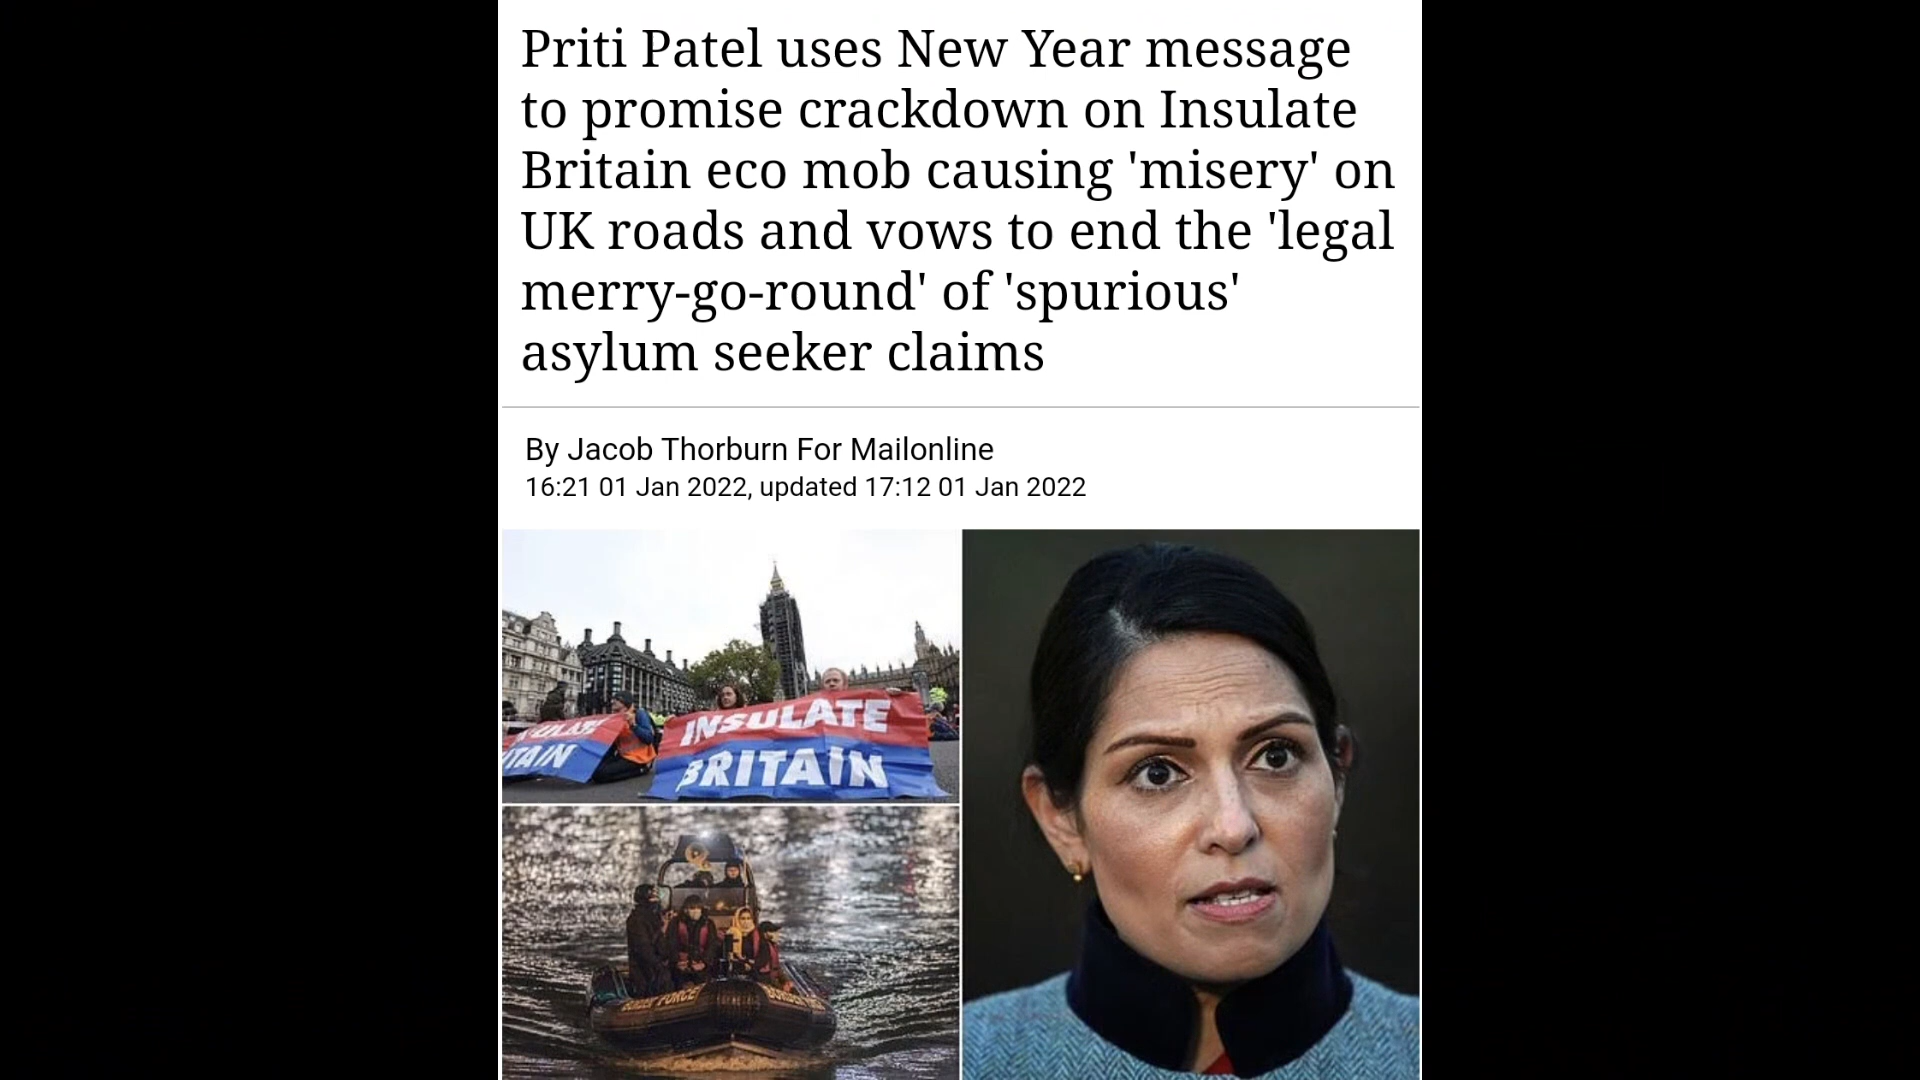 Priti Patel uses New Year message
to promise crackdown on Insulate
Britain eco mob causing 'misery' on
UK roads and vows to end the 'legal
merry-go-round' of 'spurious'
asylum seeker claims
By Jacob Thorburn For Mailonline
16:21 01 Jan 2022, updated 17:12 01 Jan 2022
INSULATE
BRITAIN
TAIN
FORCE